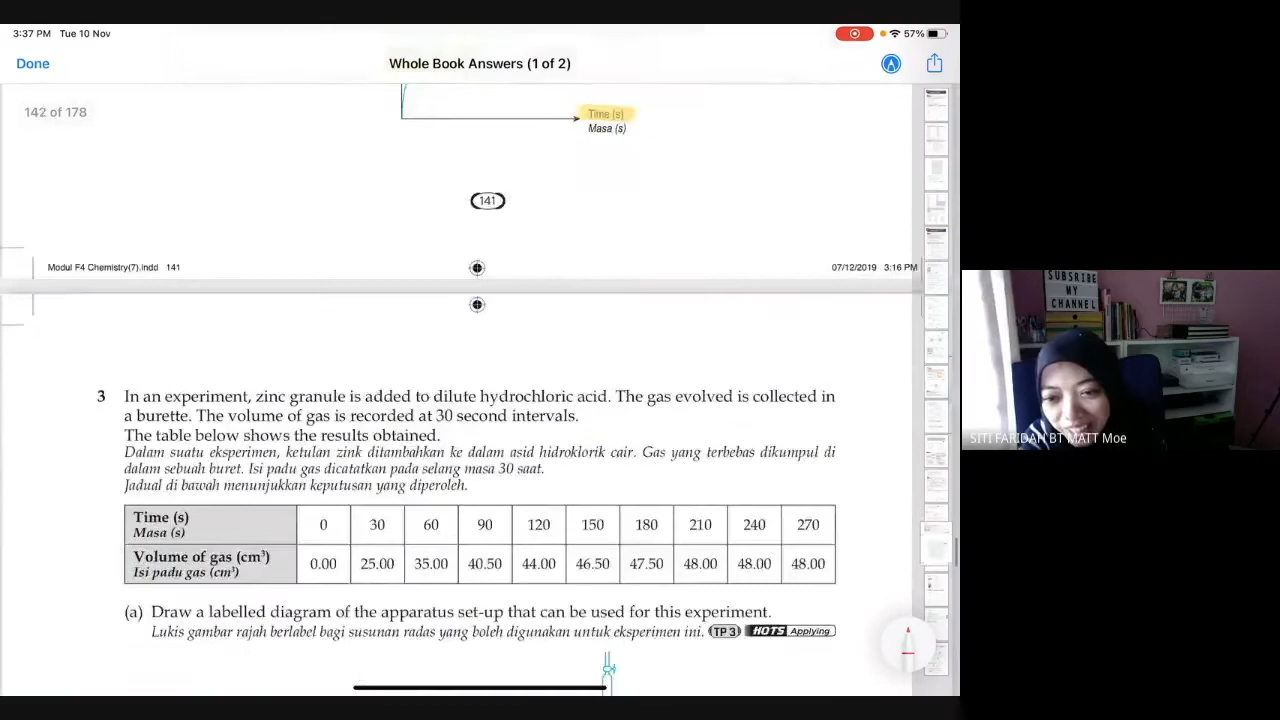 3:37 PM Tue 10 Nov
57%
Done
Whole Book Answers (1 of 2)
142 of 178
Time (s)
Masa (s)
141
Modul F4 Chemistry(7).indd 141
07/12/2019 3:16 PM
3 In an experiment, zinc granule is added to dilute hydrochloric acid. The gas evolved is collected in
a burette. The volume of gas is recorded at 30 second intervals.
The table below shows the results obtained.
Dalam suatu eksperimen, ketulan zink ditambahkan ke dalam asid hidroklorik cair. Gas yang terbebas dikumpul di
dalam sebuah buret. Isi padu gas dicatatkan pada selang masa 30 saat.
Jadual di bawah menunjukkan keputusan yang diperoleh.
Time (s) 0 30 60 90 120 150 180 210 240 270
Masa (s)
Volume of gas (cm³) 0.00 25.00 35.00 40.50 44.00 46.50 47.50 48.00 48.00 48.00
Isi padu gas (cm³)
(a) Draw a labelled diagram of the apparatus set-up that can be used for this experiment.
Lukis gambar rajah berlabel bagi susunan radas yang boleh digunakan untuk eksperimen ini. TP 3 HOTS Applying
SUBSRIBE
MY
CHANNEL
SITI FARIDAH BT MATT Moe